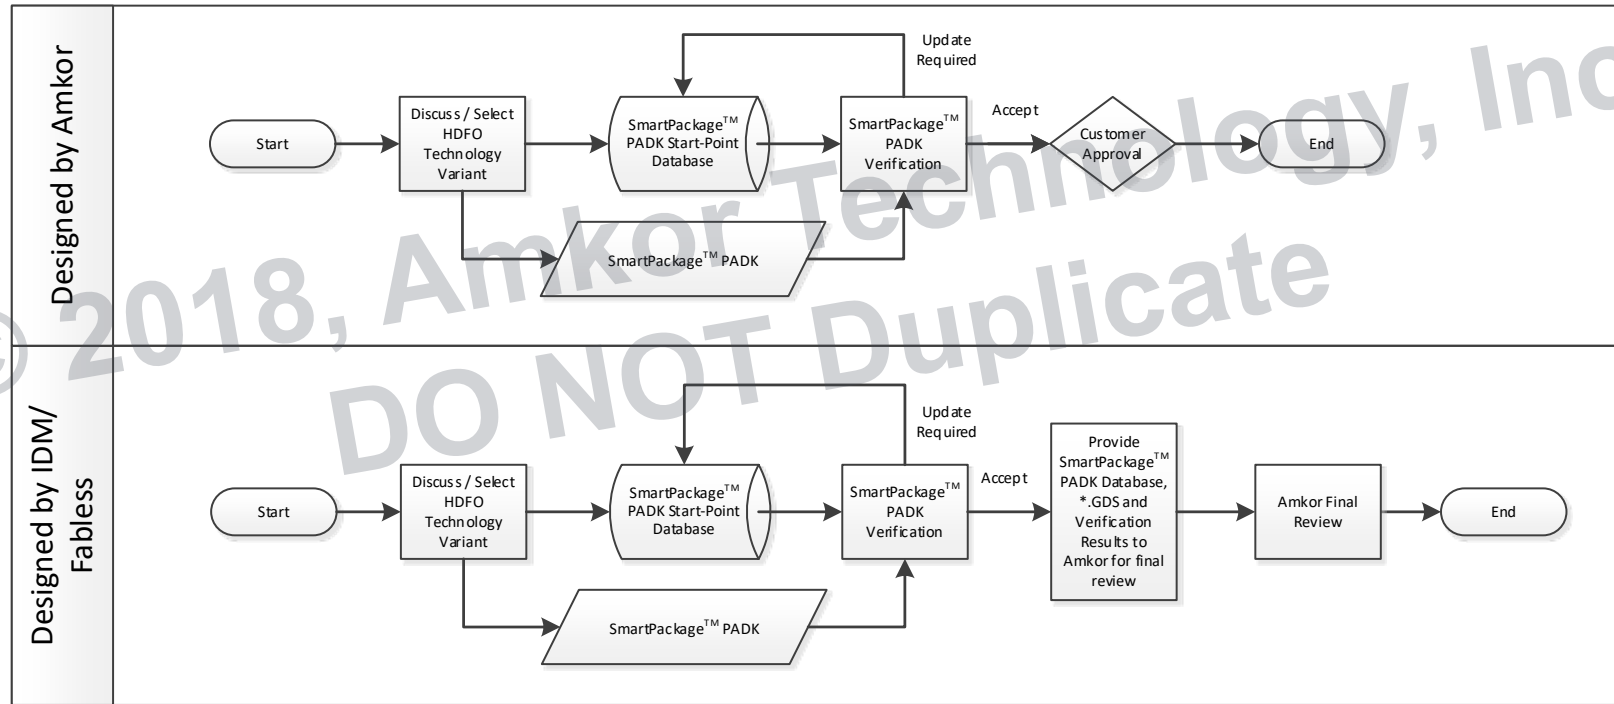 Designed by Amkor
Start
Discuss / Select
HDFO
Technology
Variant
SmartPackage™
PADK Start-Point
Database
SmartPackage™ PADK
Update
Required
SmartPackage™
PADK
Verification
Accept
Customer
Approval
End
© 2018, Amkor Technology, Inc
DO NOT Duplicate
Designed by IDM/
Fabless
Start
Discuss / Select
HDFO
Technology
Variant
SmartPackage™
PADK Start-Point
Database
SmartPackage™ PADK
Update
Required
SmartPackage™
PADK
Verification
Accept
Provide
SmartPackage™
PADK Database,
*.GDS and
Verification
Results to
Amkor for final
review
Amkor Final
Review
End